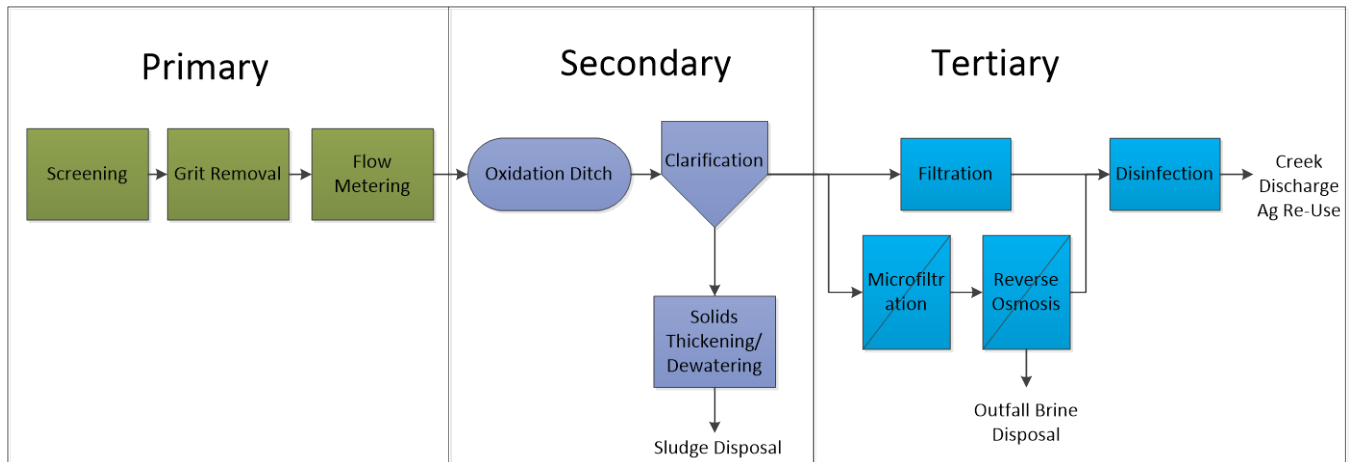 Primary
Secondary
Tertiary
Screening
Grit Removal
Flow
Metering
Oxidation Ditch
Clarification
Filtration
Disinfection
Creek
Discharge
Ag Re-Use
Microfiltr
ation
Reverse
Osmosis
Solids
Thickening/
Dewatering
Sludge Disposal
Outfall Brine
Disposal